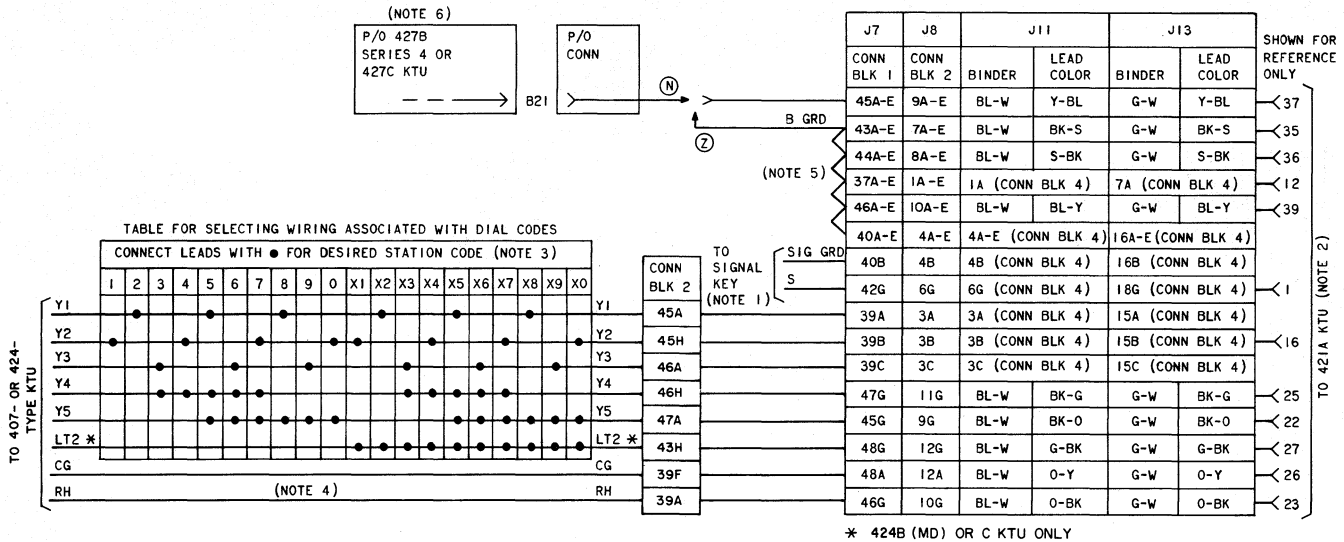 (NOTE 6)
P/O 427B
SERIES 4 OR
427C KTU
B21
P/O
CONN
N
Z
B GRD
(NOTE 5)
J7 J8 J11 J13
CONN BLK 1 CONN BLK 2 BINDER LEAD COLOR BINDER LEAD COLOR
SHOWN FOR
REFERENCE
ONLY
45A-E 9A-E BL-W Y-BL G-W Y-BL 37
43A-E 7A-E BL-W BK-S G-W BK-S 35
44A-E 8A-E BL-W S-BK G-W S-BK 36
37A-E 1A-E 1A (CONN BLK 4) 7A (CONN BLK 4) 12
46A-E 10A-E BL-W BL-Y G-W BL-Y 39
40A-E 4A-E 4A-E (CONN BLK 4) 16A-E (CONN BLK 4)
40B 4B 4B (CONN BLK 4) 16B (CONN BLK 4)
42G 6G 6G (CONN BLK 4) 18G (CONN BLK 4) 1
39A 3A 3A (CONN BLK 4) 15A (CONN BLK 4)
39B 3B 3B (CONN BLK 4) 15B (CONN BLK 4) 16
39C 3C 3C (CONN BLK 4) 15C (CONN BLK 4)
47G 11G BL-W BK-G G-W BK-G 25
45G 9G BL-W BK-O G-W BK-O 22
48G 12G BL-W G-BK G-W G-BK 27
48A 12A BL-W O-Y G-W O-Y 26
46G 10G BL-W O-BK G-W O-BK 23
TO 421A KTU (NOTE 2)
TABLE FOR SELECTING WIRING ASSOCIATED WITH DIAL CODES
CONNECT LEADS WITH ● FOR DESIRED STATION CODE (NOTE 3)
1 2 3 4 5 6 7 8 9 0 X1 X2 X3 X4 X5 X6 X7 X8 X9 X0
CONN
BLK 2
TO
SIGNAL
KEY
(NOTE 1)
SIG GRD
S
Y1 Y1 45A
Y2 Y2 45H
Y3 Y3 46A
Y4 Y4 46H
Y5 Y5 47A
LT2 * LT2 * 43H
CG CG 39F
RH (NOTE 4) RH 39A
TO 407- OR 424-
TYPE KTU
* 424B (MD) OR C KTU ONLY